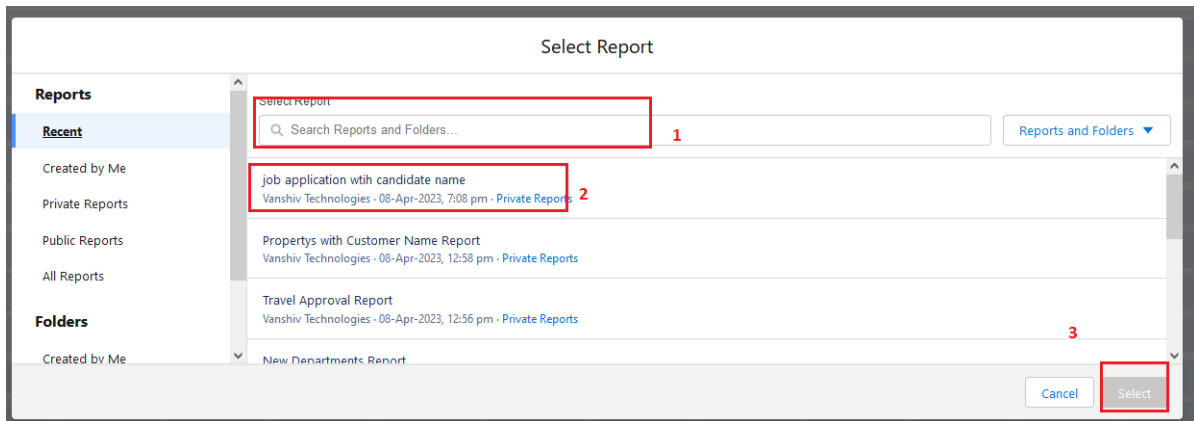 Select Report
Reports
Recent
Created by Me
Private Reports
Public Reports
All Reports
Folders
Created by Me
Select Report
Search Reports and Folders...
1
Reports and Folders
job application wtih candidate name
Vanshiv Technologies · 08-Apr-2023, 7:08 pm · Private Reports
2
Propertys with Customer Name Report
Vanshiv Technologies · 08-Apr-2023, 12:58 pm · Private Reports
Travel Approval Report
Vanshiv Technologies · 08-Apr-2023, 12:56 pm · Private Reports
New Departments Report
3
Cancel
Select